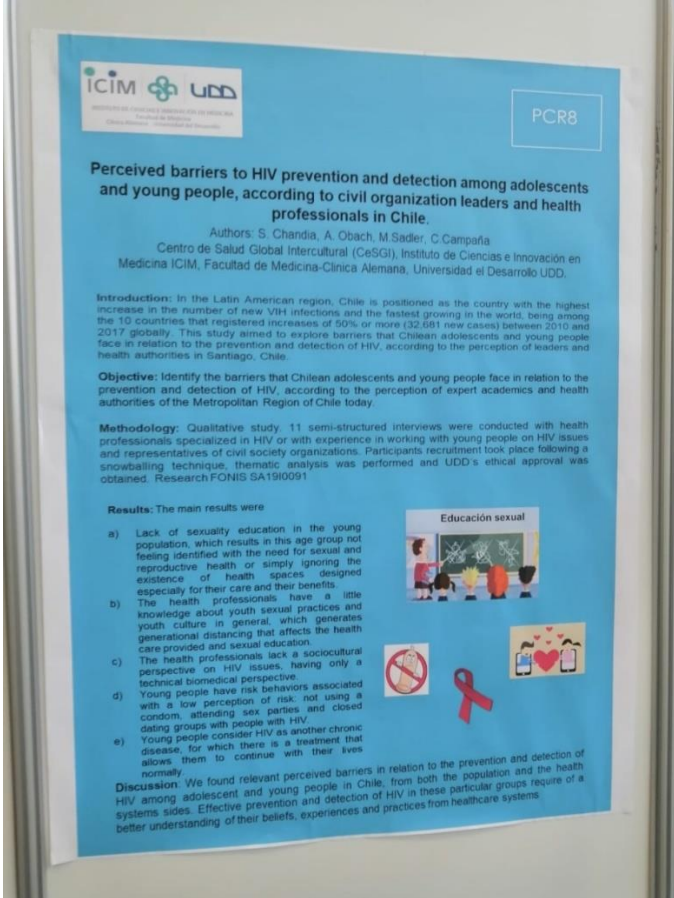 iCiM UDD
INSTITUTO DE CIENCIAS E INNOVACIÓN EN MEDICINA
Facultad de Medicina
Clínica Alemana - Universidad del Desarrollo
PCR8
Perceived barriers to HIV prevention and detection among adolescents
and young people, according to civil organization leaders and health
professionals in Chile.
Authors: S. Chandia, A. Obach, M.Sadler, C.Campaña
Centro de Salud Global Intercultural (CeSGI), Instituto de Ciencias e Innovación en
Medicina ICIM, Facultad de Medicina-Clinica Alemana, Universidad el Desarrollo UDD.
Introduction: In the Latin American region, Chile is positioned as the country with the highest
increase in the number of new VIH infections and the fastest growing in the world, being among
the 10 countries that registered increases of 50% or more (32,681 new cases) between 2010 and
2017 globally. This study aimed to explore barriers that Chilean adolescents and young people
face in relation to the prevention and detection of HIV, according to the perception of leaders and
health authorities in Santiago, Chile.
Objective: Identify the barriers that Chilean adolescents and young people face in relation to the
prevention and detection of HIV, according to the perception of expert academics and health
authorities of the Metropolitan Region of Chile today.
Methodology: Qualitative study. 11 semi-structured interviews were conducted with health
professionals specialized in HIV or with experience in working with young people on HIV issues
and representatives of civil society organizations. Participants recruitment took place following a
snowballing technique, thematic analysis was performed and UDD's ethical approval was
obtained. Research FONIS SA19I0091
Results: The main results were
a) Lack of sexuality education in the young
population, which results in this age group not
feeling identified with the need for sexual and
reproductive health or simply ignoring the
existence of health spaces designed
especially for their care and their benefits.
b) The health professionals have a little
knowledge about youth sexual practices and
youth culture in general, which generates
generational distancing that affects the health
care provided and sexual education.
c) The health professionals lack a sociocultural
perspective on HIV issues, having only a
technical biomedical perspective.
d) Young people have risk behaviors associated
with a low perception of risk: not using a
condom, attending sex parties and closed
dating groups with people with HIV.
e) Young people consider HIV as another chronic
disease, for which there is a treatment that
allows them to continue with their lives
normally.
Educación sexual
Discussion: We found relevant perceived barriers in relation to the prevention and detection of
HIV among adolescent and young people in Chile, from both the population and the health
systems sides. Effective prevention and detection of HIV in these particular groups require of a
better understanding of their beliefs, experiences and practices from healthcare systems